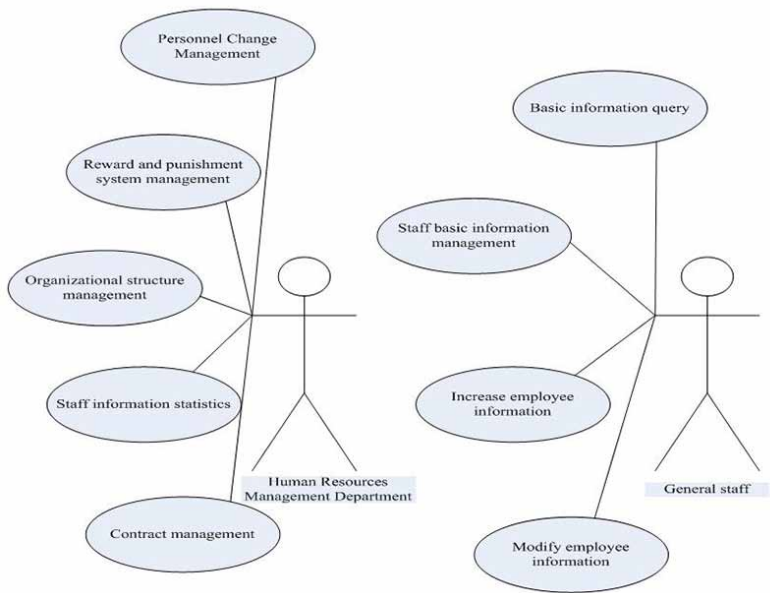 Personnel Change
Management
Reward and punishment
system management
Organizational structure
management
Staff information statistics
Human Resources
Management Department
Contract management
Basic information query
Staff basic information
management
Increase employee
information
General staff
Modify employee
information